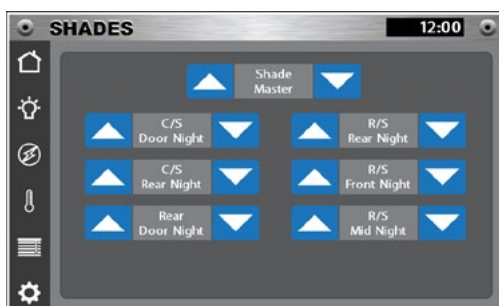 SHADES
12:00
Shade
Master
C/S
Door Night
R/S
Rear Night
C/S
Rear Night
R/S
Front Night
Rear
Door Night
R/S
Mid Night